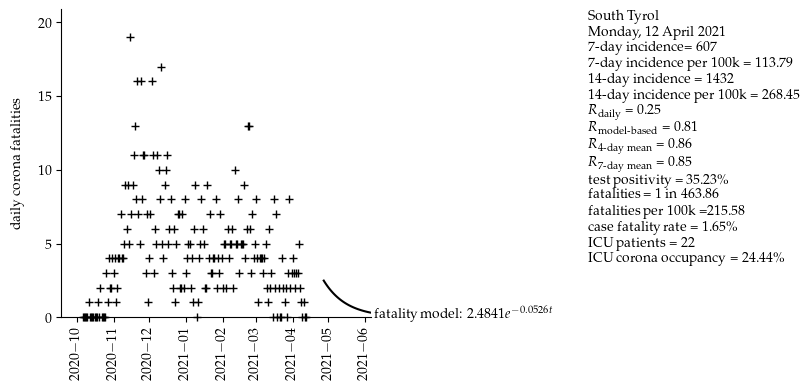 South Tyrol
Monday, 12 April 2021
7-day incidence= 607
7-day incidence per 100k = 113.79
14-day incidence = 1432
14-day incidence per 100k = 268.45
R_daily = 0.25
R_model-based = 0.81
R_4-day mean = 0.86
R_7-day mean = 0.85
test positivity = 35.23%
fatalities = 1 in 463.86
fatalities per 100k =215.58
case fatality rate = 1.65%
ICU patients = 22
ICU corona occupancy = 24.44%
daily corona fatalities
20
15
10
5
0
fatality model: 2.4841e^−0.0526t
2020−10
2020−11
2020−12
2021−01
2021−02
2021−03
2021−04
2021−05
2021−06